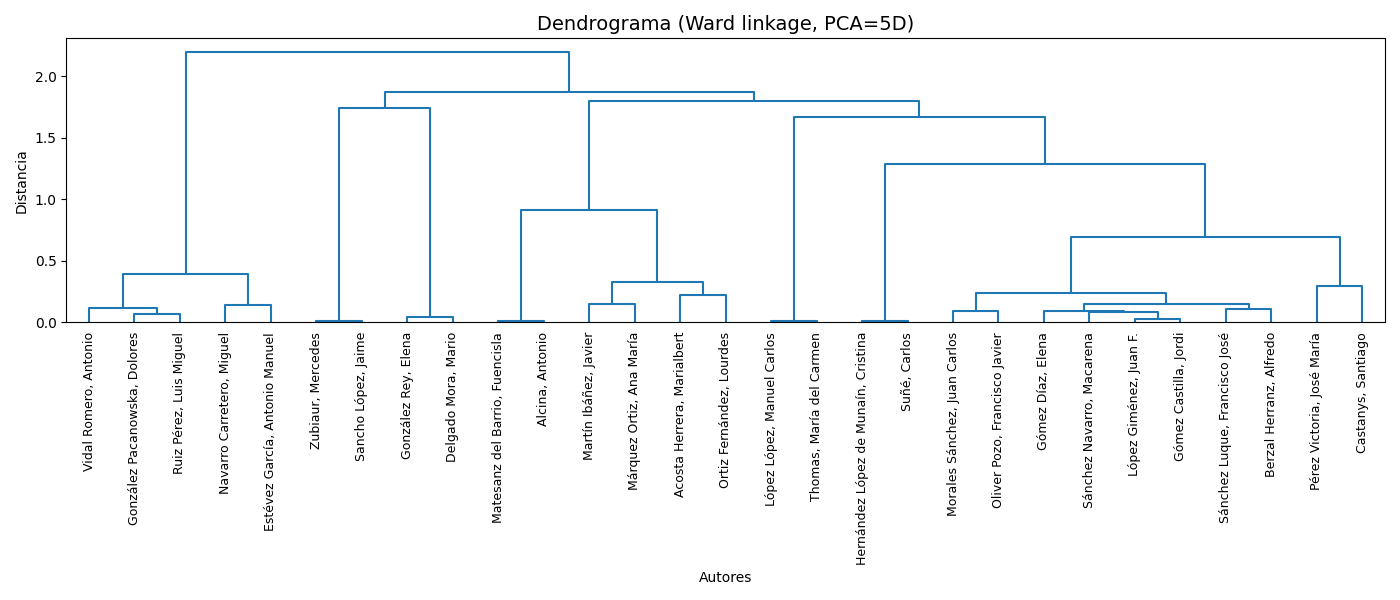 Dendrograma (Ward linkage, PCA=5D)
Distancia
2.0
1.5
1.0
0.5
0.0
Vidal Romero, Antonio
González Pacanowska, Dolores
Ruiz Pérez, Luis Miguel
Navarro Carretero, Miguel
Estévez García, Antonio Manuel
Zubiaur, Mercedes
Sancho López, Jaime
González Rey, Elena
Delgado Mora, Mario
Matesanz del Barrio, Fuencisla
Alcina, Antonio
Martín Ibáñez, Javier
Márquez Ortiz, Ana María
Acosta Herrera, Marialbert
Ortiz Fernández, Lourdes
López López, Manuel Carlos
Thomas, María del Carmen
Hernández López de Munaín, Cristina
Suñé, Carlos
Morales Sánchez, Juan Carlos
Oliver Pozo, Francisco Javier
Gómez Díaz, Elena
Sánchez Navarro, Macarena
López Giménez, Juan F.
Gómez Castilla, Jordi
Sánchez Luque, Francisco José
Berzal Herranz, Alfredo
Pérez Victoria, José María
Castanys, Santiago
Autores